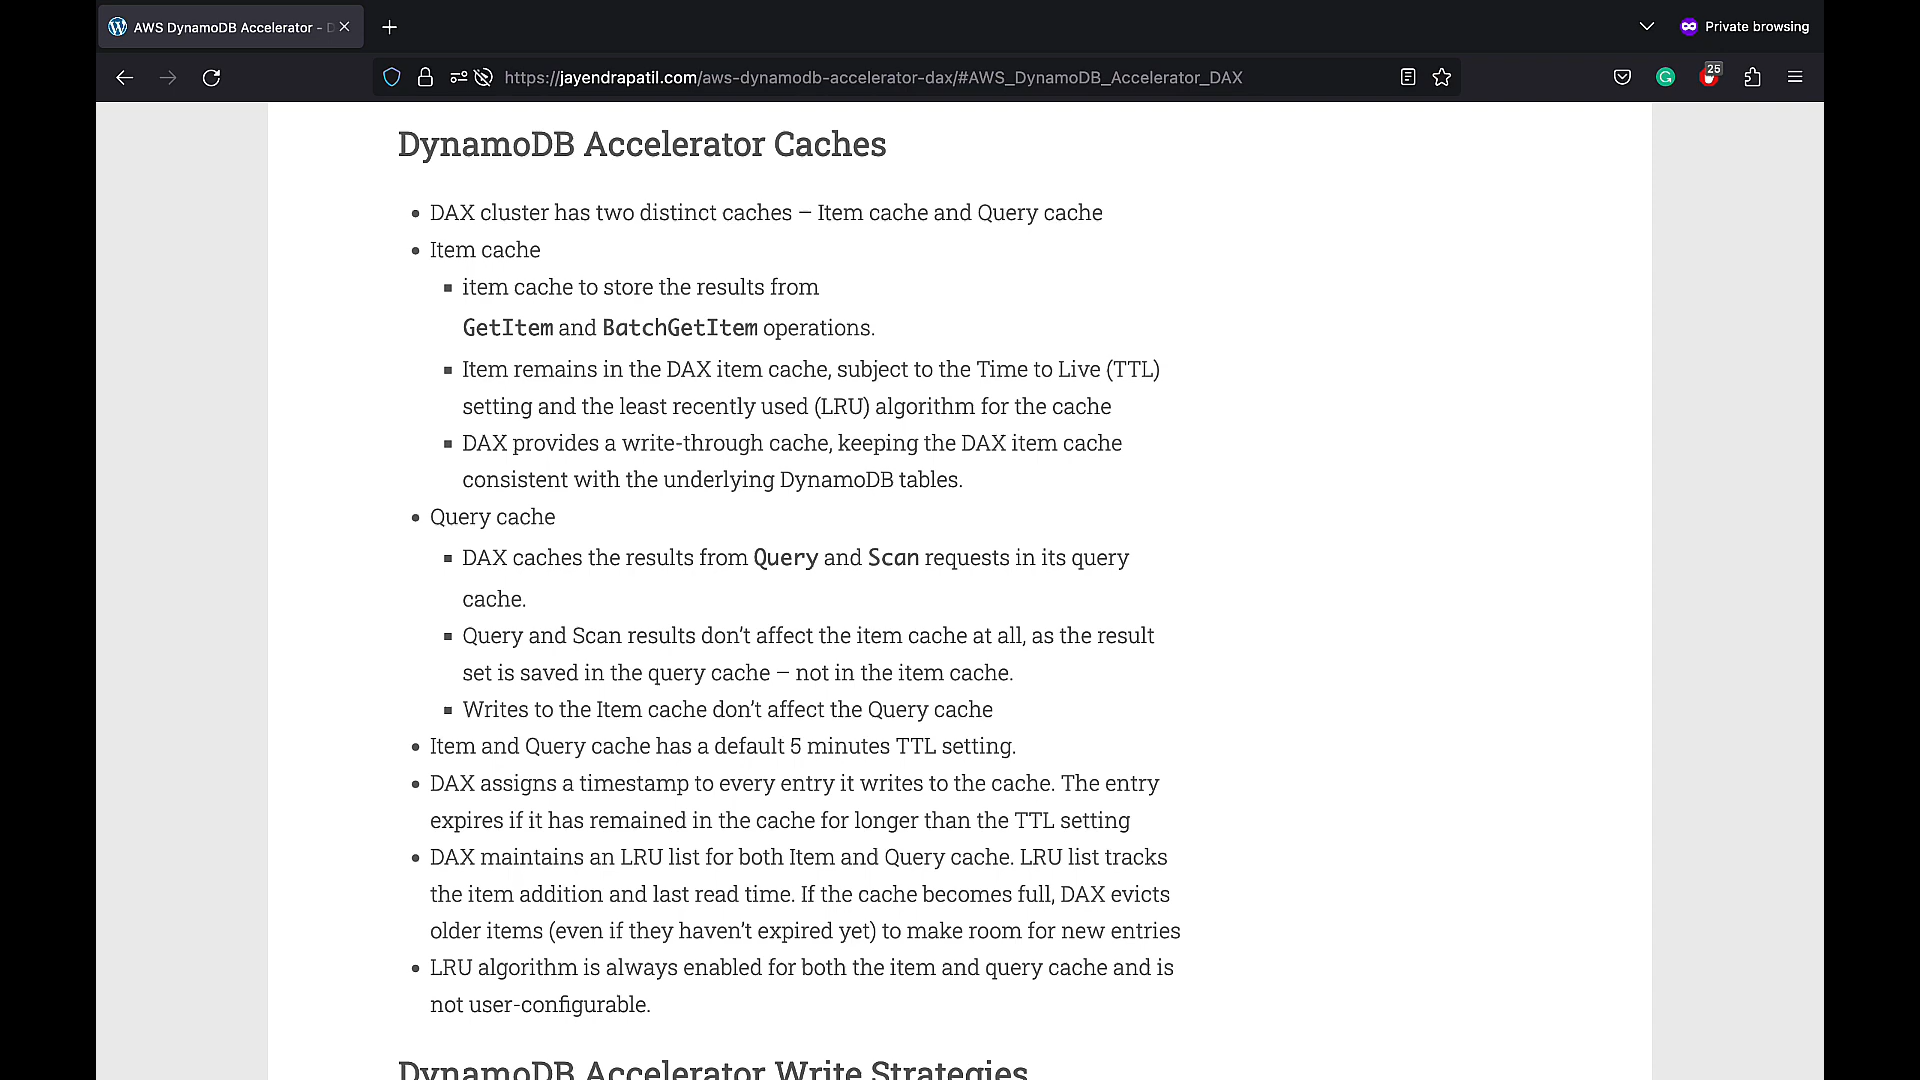 AWS DynamoDB Accelerator - D
Private browsing
https://jayendrapatil.com/aws-dynamodb-accelerator-dax/#AWS_DynamoDB_Accelerator_DAX
25
DynamoDB Accelerator Caches
• DAX cluster has two distinct caches – Item cache and Query cache
• Item cache
▪ item cache to store the results from
GetItem and BatchGetItem operations.
▪ Item remains in the DAX item cache, subject to the Time to Live (TTL)
setting and the least recently used (LRU) algorithm for the cache
▪ DAX provides a write-through cache, keeping the DAX item cache
consistent with the underlying DynamoDB tables.
• Query cache
▪ DAX caches the results from Query and Scan requests in its query
cache.
▪ Query and Scan results don’t affect the item cache at all, as the result
set is saved in the query cache – not in the item cache.
▪ Writes to the Item cache don’t affect the Query cache
• Item and Query cache has a default 5 minutes TTL setting.
• DAX assigns a timestamp to every entry it writes to the cache. The entry
expires if it has remained in the cache for longer than the TTL setting
• DAX maintains an LRU list for both Item and Query cache. LRU list tracks
the item addition and last read time. If the cache becomes full, DAX evicts
older items (even if they haven’t expired yet) to make room for new entries
• LRU algorithm is always enabled for both the item and query cache and is
not user-configurable.
DynamoDB Accelerator Write Strategies